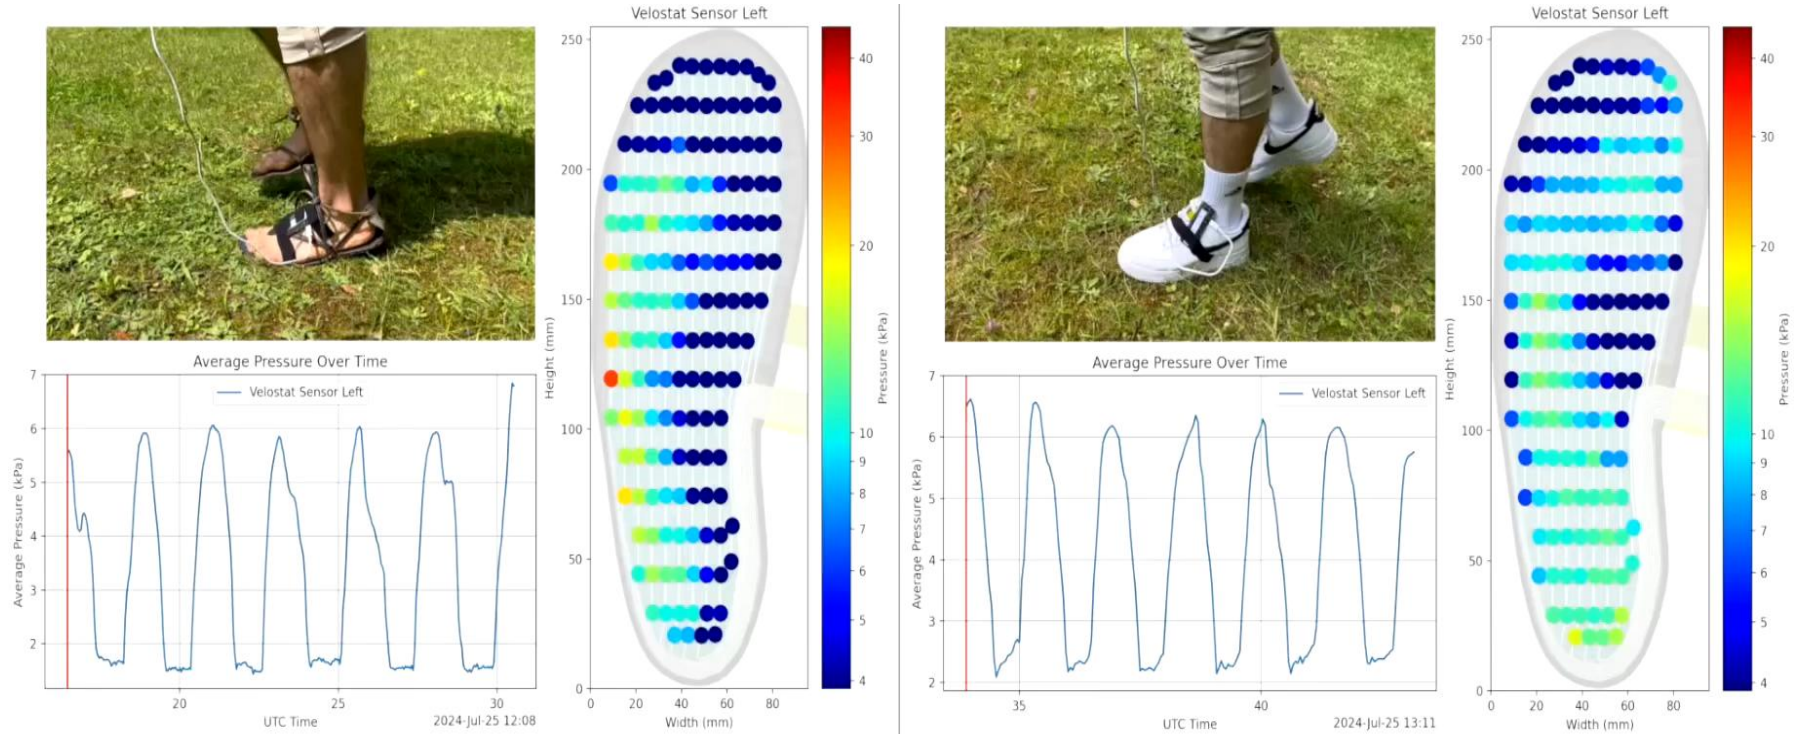 Velostat Sensor Left
250
200
150
100
50
0
Height (mm)
0 20 40 60 80
Width (mm)
40
30
20
10
9
8
7
6
5
4
Pressure (kPa)
Average Pressure Over Time
Velostat Sensor Left
7
6
5
4
3
2
Average Pressure (kPa)
20 25 30
UTC Time
2024-Jul-25 12:08
Velostat Sensor Left
250
200
150
100
50
0
Height (mm)
0 20 40 60 80
Width (mm)
40
30
20
10
9
8
7
6
5
4
Pressure (kPa)
Average Pressure Over Time
Velostat Sensor Left
7
6
5
4
3
2
Average Pressure (kPa)
35 40
UTC Time
2024-Jul-25 13:11